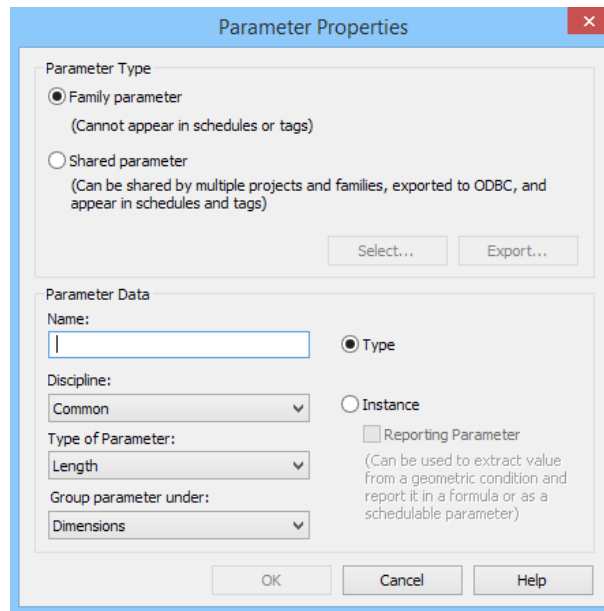 Parameter Properties
Parameter Type
Family parameter
(Cannot appear in schedules or tags)
Shared parameter
(Can be shared by multiple projects and families, exported to ODBC, and
appear in schedules and tags)
Select...
Export...
Parameter Data
Name:
Type
Discipline:
Common
Instance
Reporting Parameter
Type of Parameter:
Length
(Can be used to extract value
from a geometric condition and
report it in a formula or as a
schedulable parameter)
Group parameter under:
Dimensions
OK
Cancel
Help